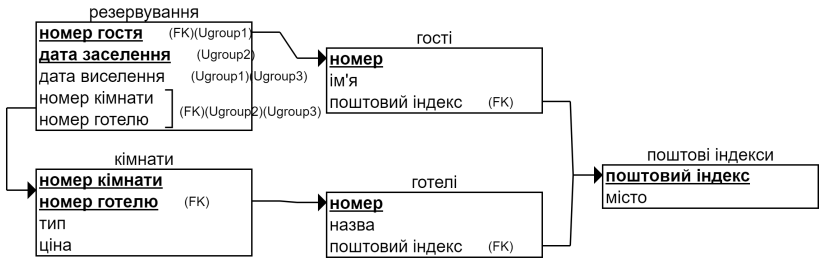 резервування
номер гостя (FK)(Ugroup1)
дата заселення (Ugroup2)
дата виселення (Ugroup1)(Ugroup3)
номер кімнати
номер готелю
(FK)(Ugroup2)(Ugroup3)
гості
номер
ім'я
поштовий індекс (FK)
кімнати
номер кімнати
номер готелю (FK)
тип
ціна
готелі
номер
назва
поштовий індекс (FK)
поштові індекси
поштовий індекс
місто